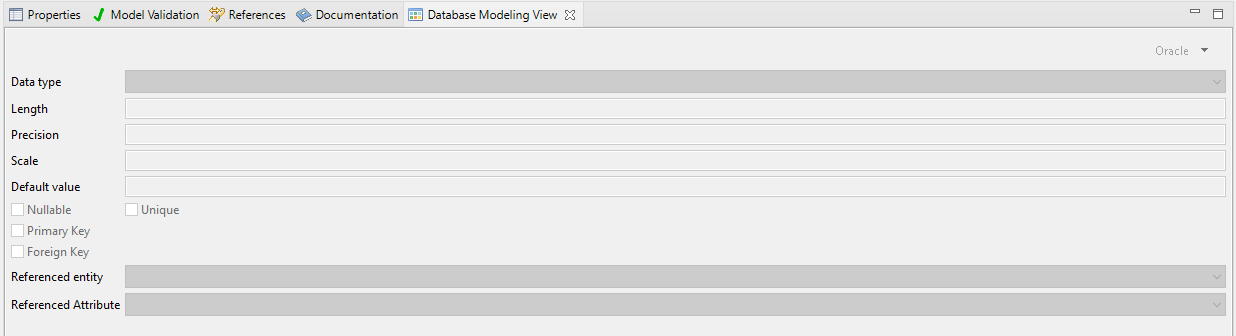 Properties Model Validation References Documentation Database Modeling View
Oracle
Data type
Length
Precision
Scale
Default value
Nullable Unique
Primary Key
Foreign Key
Referenced entity
Referenced Attribute